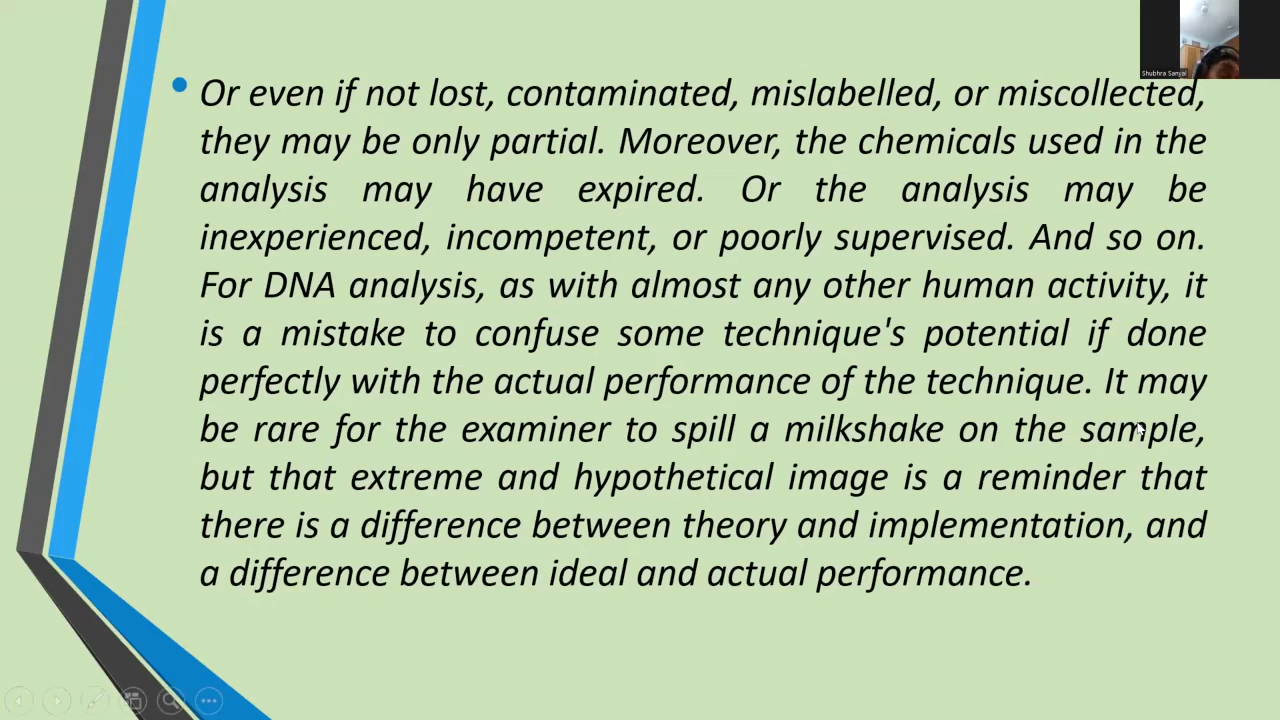 Shubhra Sanyal
Or even if not lost, contaminated, mislabelled, or miscollected,
they may be only partial. Moreover, the chemicals used in the
analysis may have expired. Or the analysis may be
inexperienced, incompetent, or poorly supervised. And so on.
For DNA analysis, as with almost any other human activity, it
is a mistake to confuse some technique's potential if done
perfectly with the actual performance of the technique. It may
be rare for the examiner to spill a milkshake on the sample,
but that extreme and hypothetical image is a reminder that
there is a difference between theory and implementation, and
a difference between ideal and actual performance.